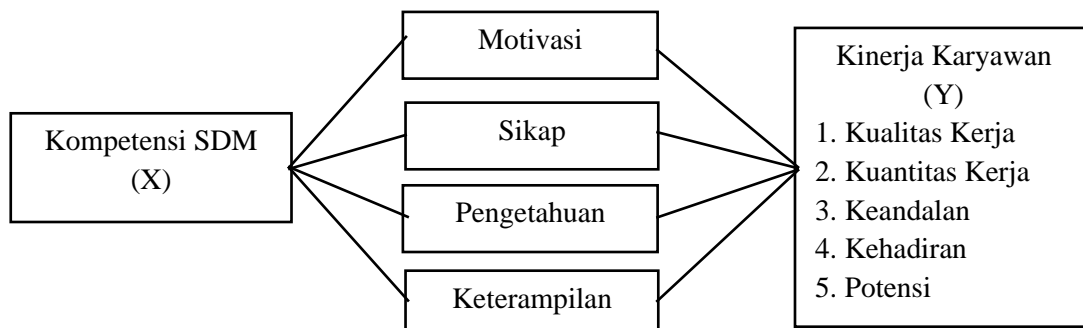 Kompetensi SDM
(X)
Motivasi
Sikap
Pengetahuan
Keterampilan
Kinerja Karyawan
(Y)
1. Kualitas Kerja
2. Kuantitas Kerja
3. Keandalan
4. Kehadiran
5. Potensi